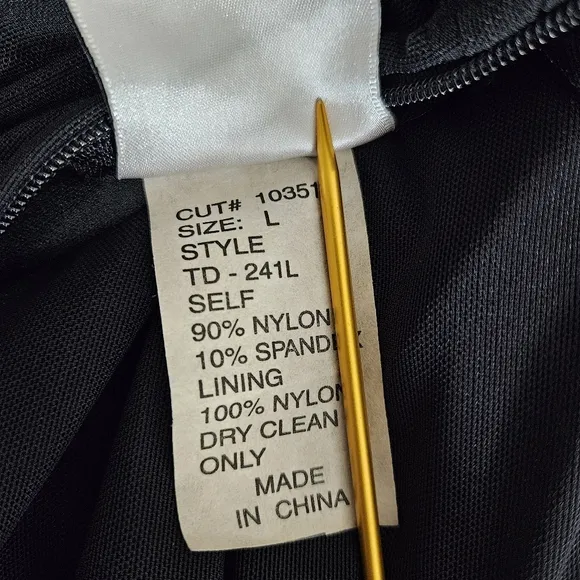 CUT# 10351
SIZE: L
STYLE
TD - 241L
SELF
90% NYLON
10% SPANDEX
LINING
100% NYLON
DRY CLEAN
ONLY
MADE
IN CHINA